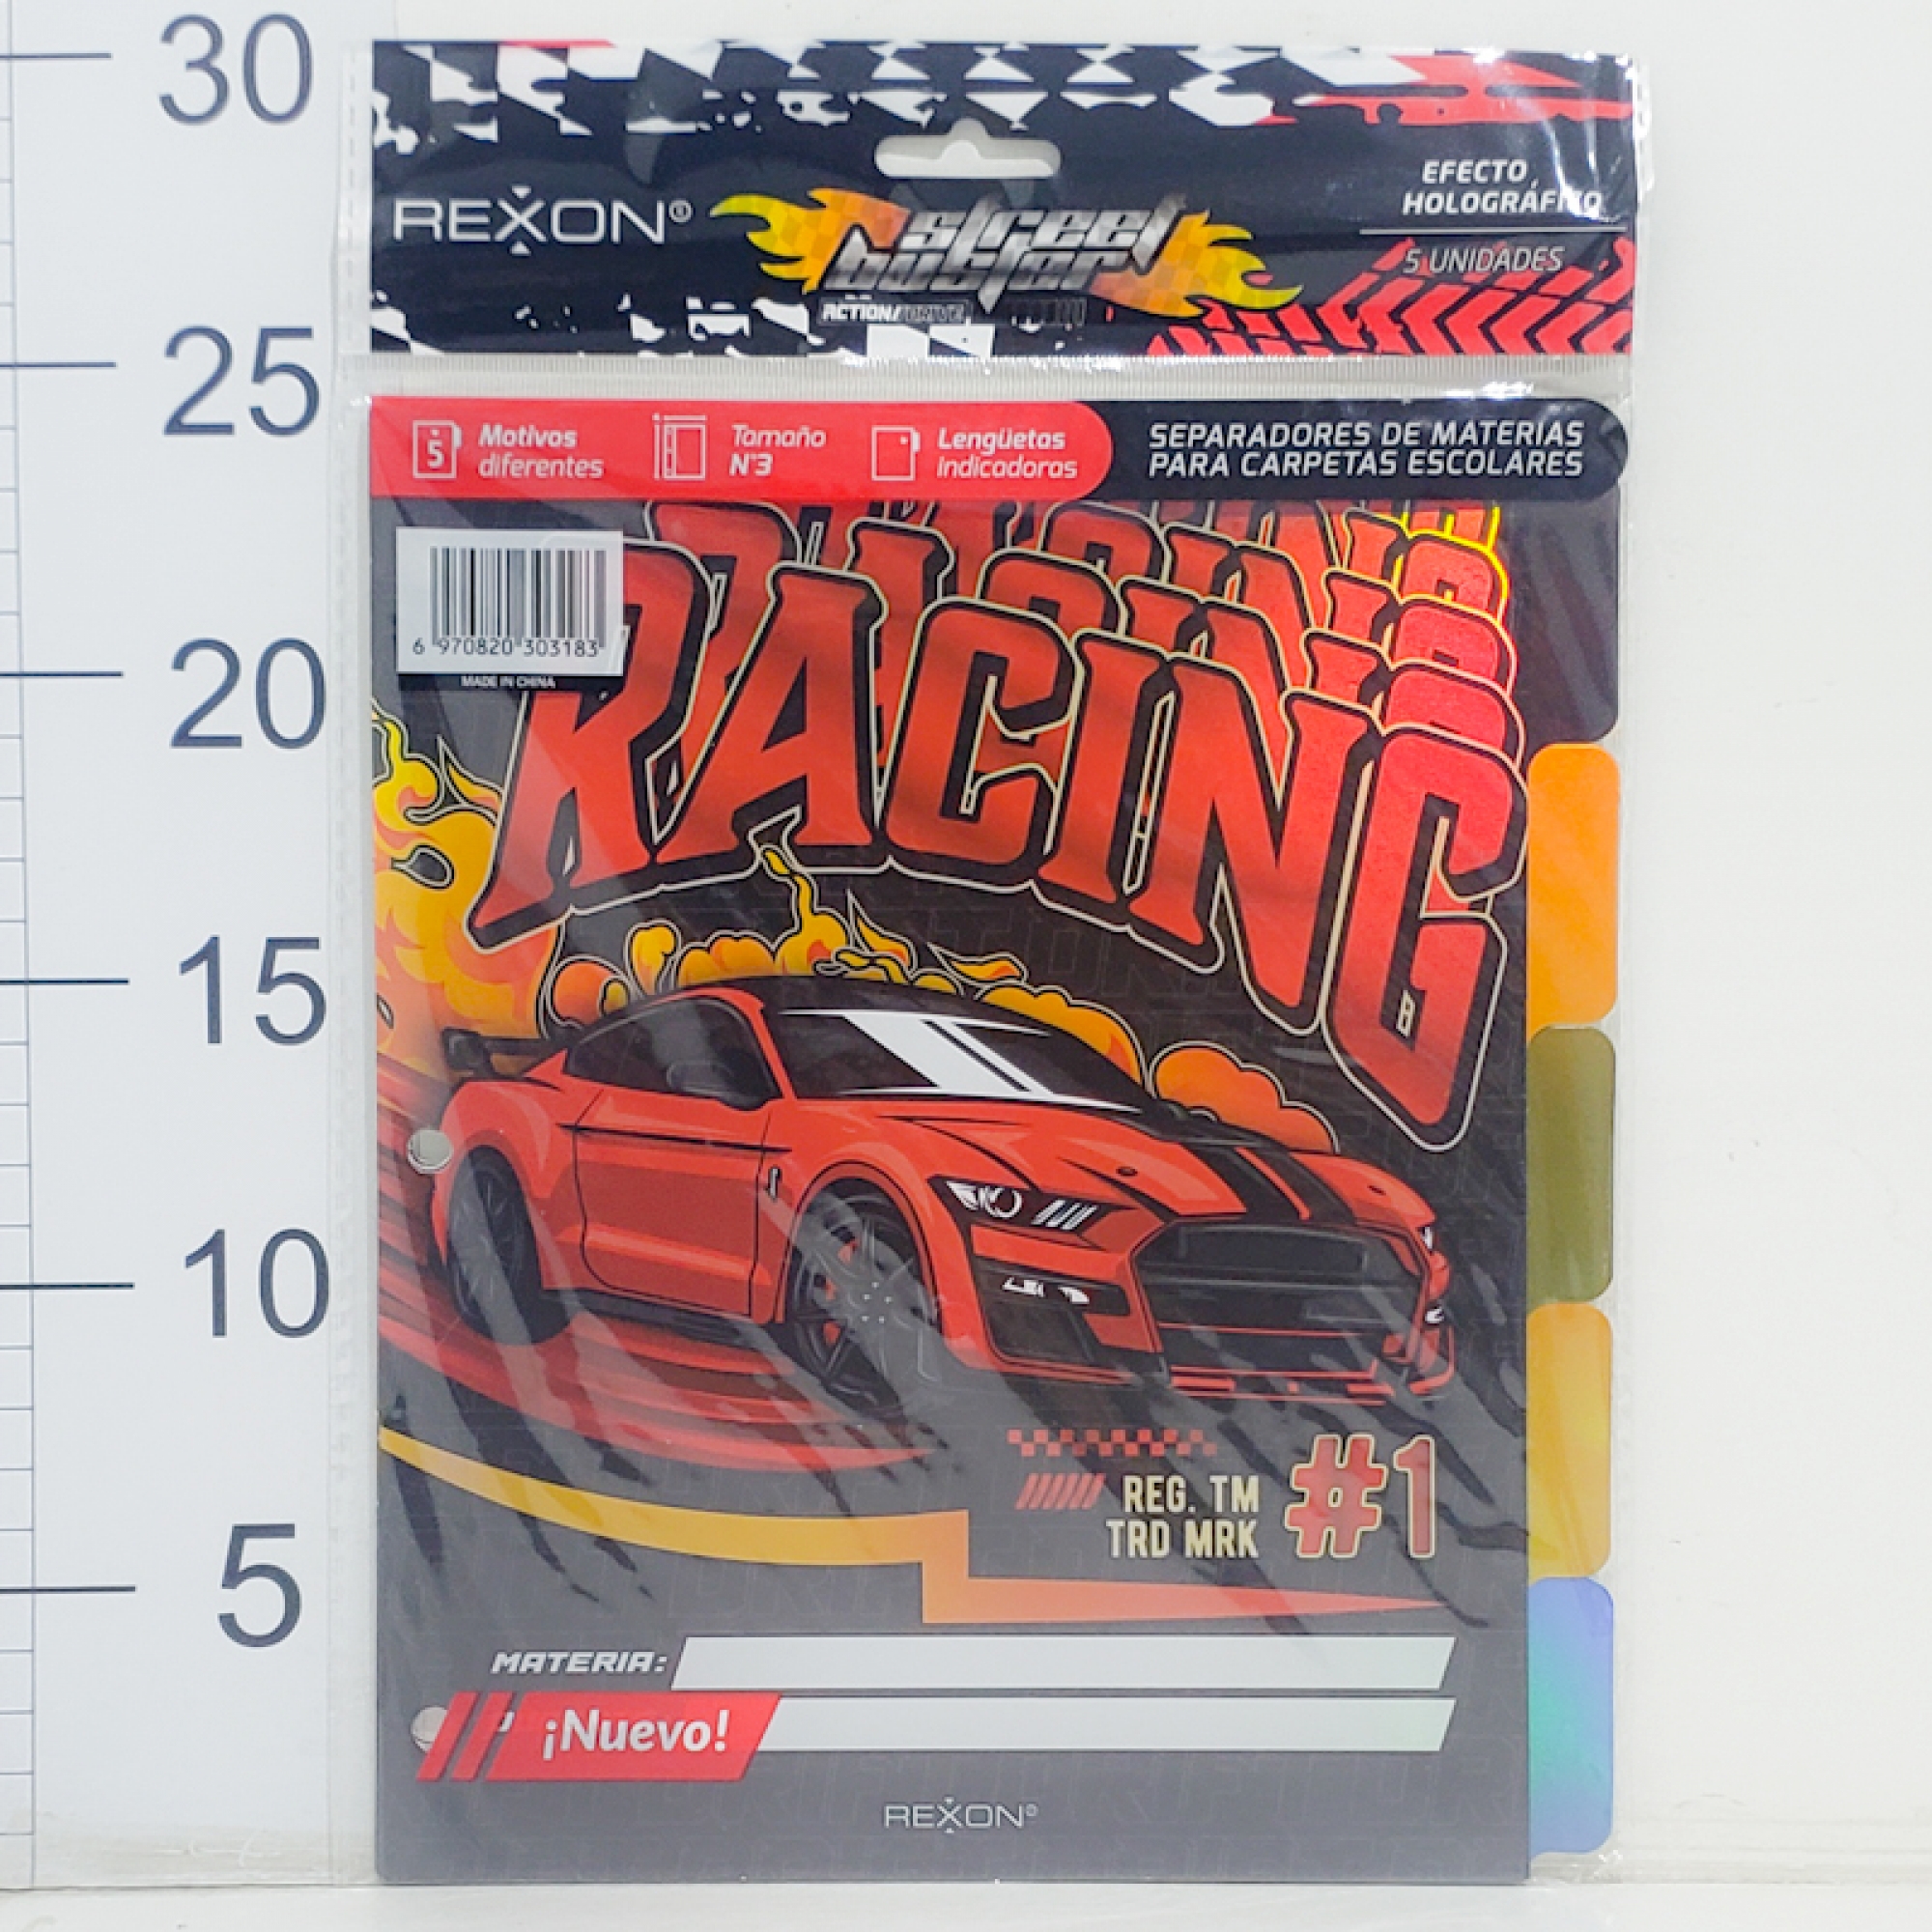 30
25
20
15
10
5
REXON®
street
buster
ACTION/DRIVE
EFECTO
HOLOGRÁFICO
5 UNIDADES
5
Motivos
diferentes
Tamaño
N°3
Lengüetas
Indicadoras
SEPARADORES DE MATERIAS
PARA CARPETAS ESCOLARES
6 970820 303183
MADE IN CHINA
RACING
REG. TM
TRD MRK
#1
MATERIA:
¡Nuevo!
REXON®